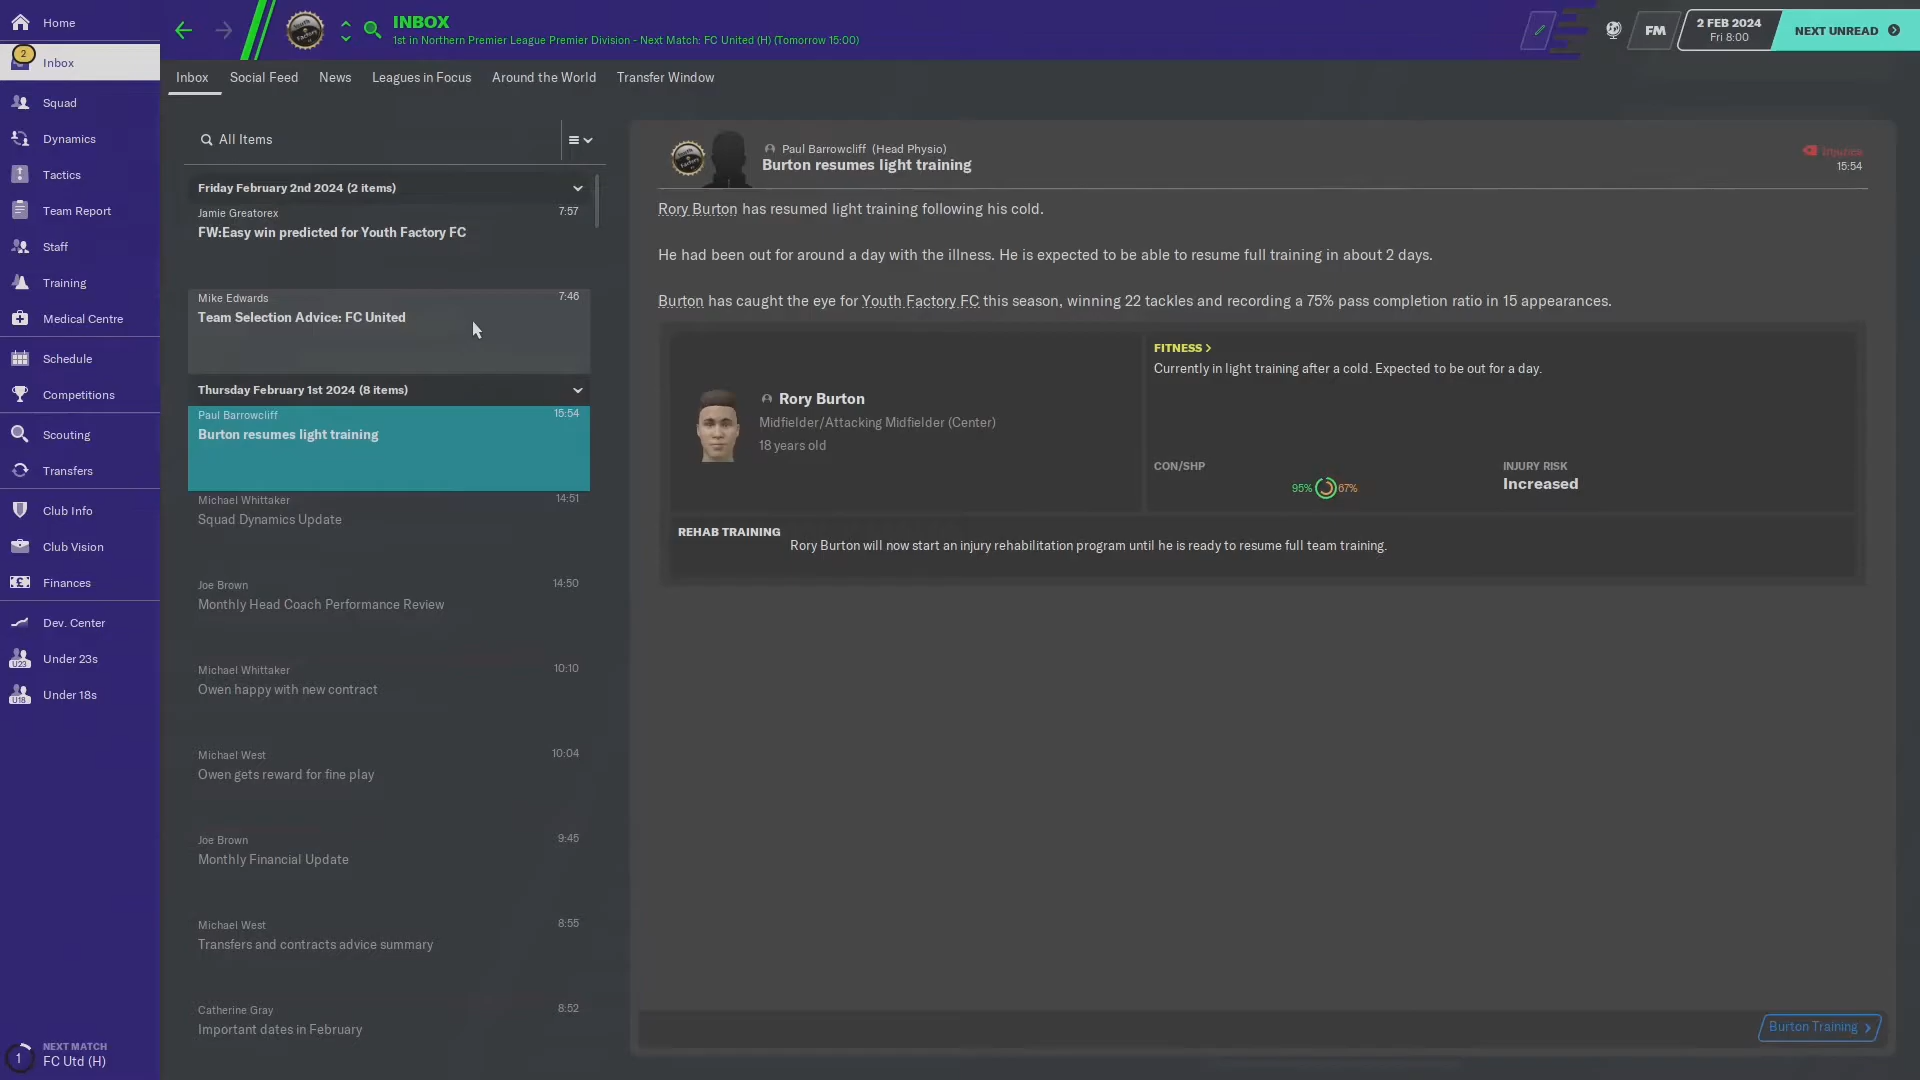 Home
2
Inbox
Squad
Dynamics
Tactics
Team Report
Staff
Training
Medical Centre
Schedule
Competitions
Scouting
Transfers
Club Info
Club Vision
Finances
Dev. Center
U23
Under 23s
U18
Under 18s
1
NEXT MATCH
FC Utd (H)
INBOX
1st in Northern Premier League Premier Division - Next Match: FC United (H) (Tomorrow 15:00)
FM
2 FEB 2024
Fri 8:00
NEXT UNREAD
Inbox
Social Feed
News
Leagues in Focus
Around the World
Transfer Window
All Items
Friday February 2nd 2024 (2 items)
Jamie Greatorex 7:57
FW:Easy win predicted for Youth Factory FC
Mike Edwards 7:46
Team Selection Advice: FC United
Thursday February 1st 2024 (8 items)
Paul Barrowcliff 15:54
Burton resumes light training
Michael Whittaker 14:51
Squad Dynamics Update
Joe Brown 14:50
Monthly Head Coach Performance Review
Michael Whittaker 10:10
Owen happy with new contract
Michael West 10:04
Owen gets reward for fine play
Joe Brown 9:45
Monthly Financial Update
Michael West 8:55
Transfers and contracts advice summary
Catherine Gray 8:52
Important dates in February
Paul Barrowcliff (Head Physio)
Burton resumes light training
Injuries
15:54
Rory Burton has resumed light training following his cold.
He had been out for around a day with the illness. He is expected to be able to resume full training in about 2 days.
Burton has caught the eye for Youth Factory FC this season, winning 22 tackles and recording a 75% pass completion ratio in 15 appearances.
Rory Burton
Midfielder/Attacking Midfielder (Center)
18 years old
FITNESS >
Currently in light training after a cold. Expected to be out for a day.
CON/SHP
95% 67%
INJURY RISK
Increased
REHAB TRAINING
Rory Burton will now start an injury rehabilitation program until he is ready to resume full team training.
Burton Training >